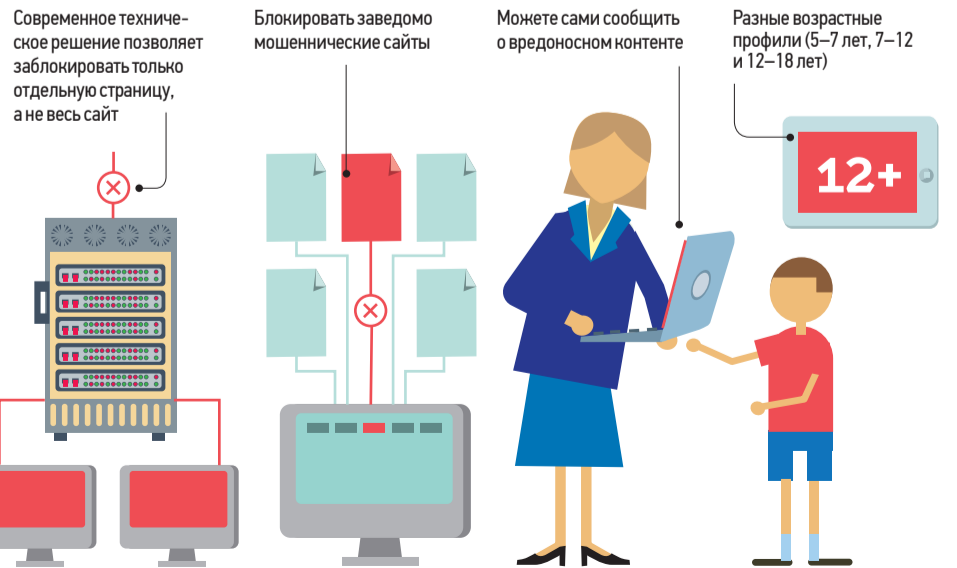 Современное техниче-
ское решение позволяет
заблокировать только
отдельную страницу,
а не весь сайт
Блокировать заведомо
мошеннические сайты
Можете сами сообщить
о вредоносном контенте
Разные возрастные
профили (5–7 лет, 7–12
и 12–18 лет)
12+